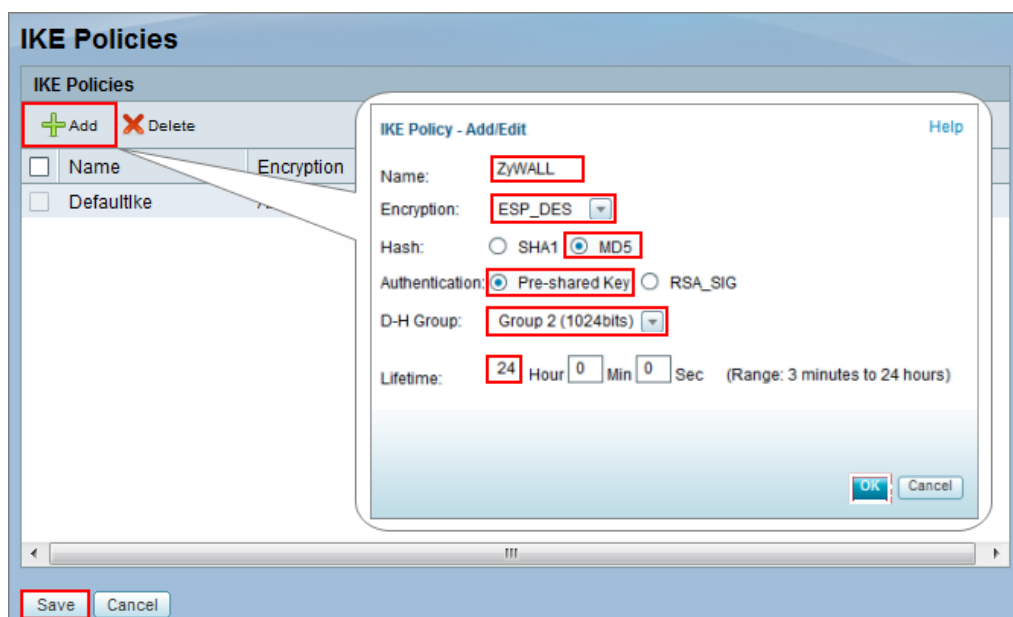 IKE Policies
IKE Policies
Add Delete
Name Encryption
DefaultIke
IKE Policy - Add/Edit Help
Name: ZyWALL
Encryption: ESP_DES
Hash: SHA1 MD5
Authentication: Pre-shared Key RSA_SIG
D-H Group: Group 2 (1024bits)
Lifetime: 24 Hour 0 Min 0 Sec (Range: 3 minutes to 24 hours)
OK Cancel
Save Cancel